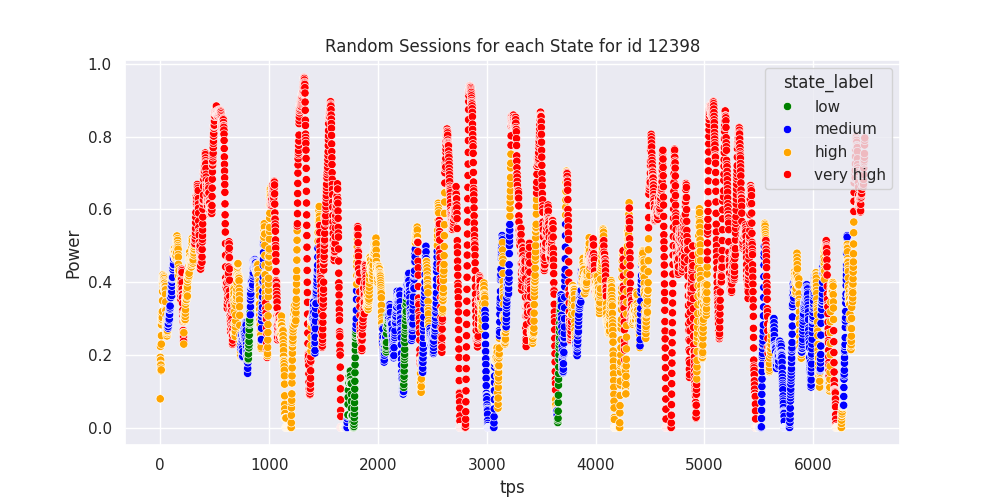 Random Sessions for each State for id 12398
1.0
0.8
0.6
0.4
0.2
0.0
Power
state_label
low
medium
high
very high
0 1000 2000 3000 4000 5000 6000
tps